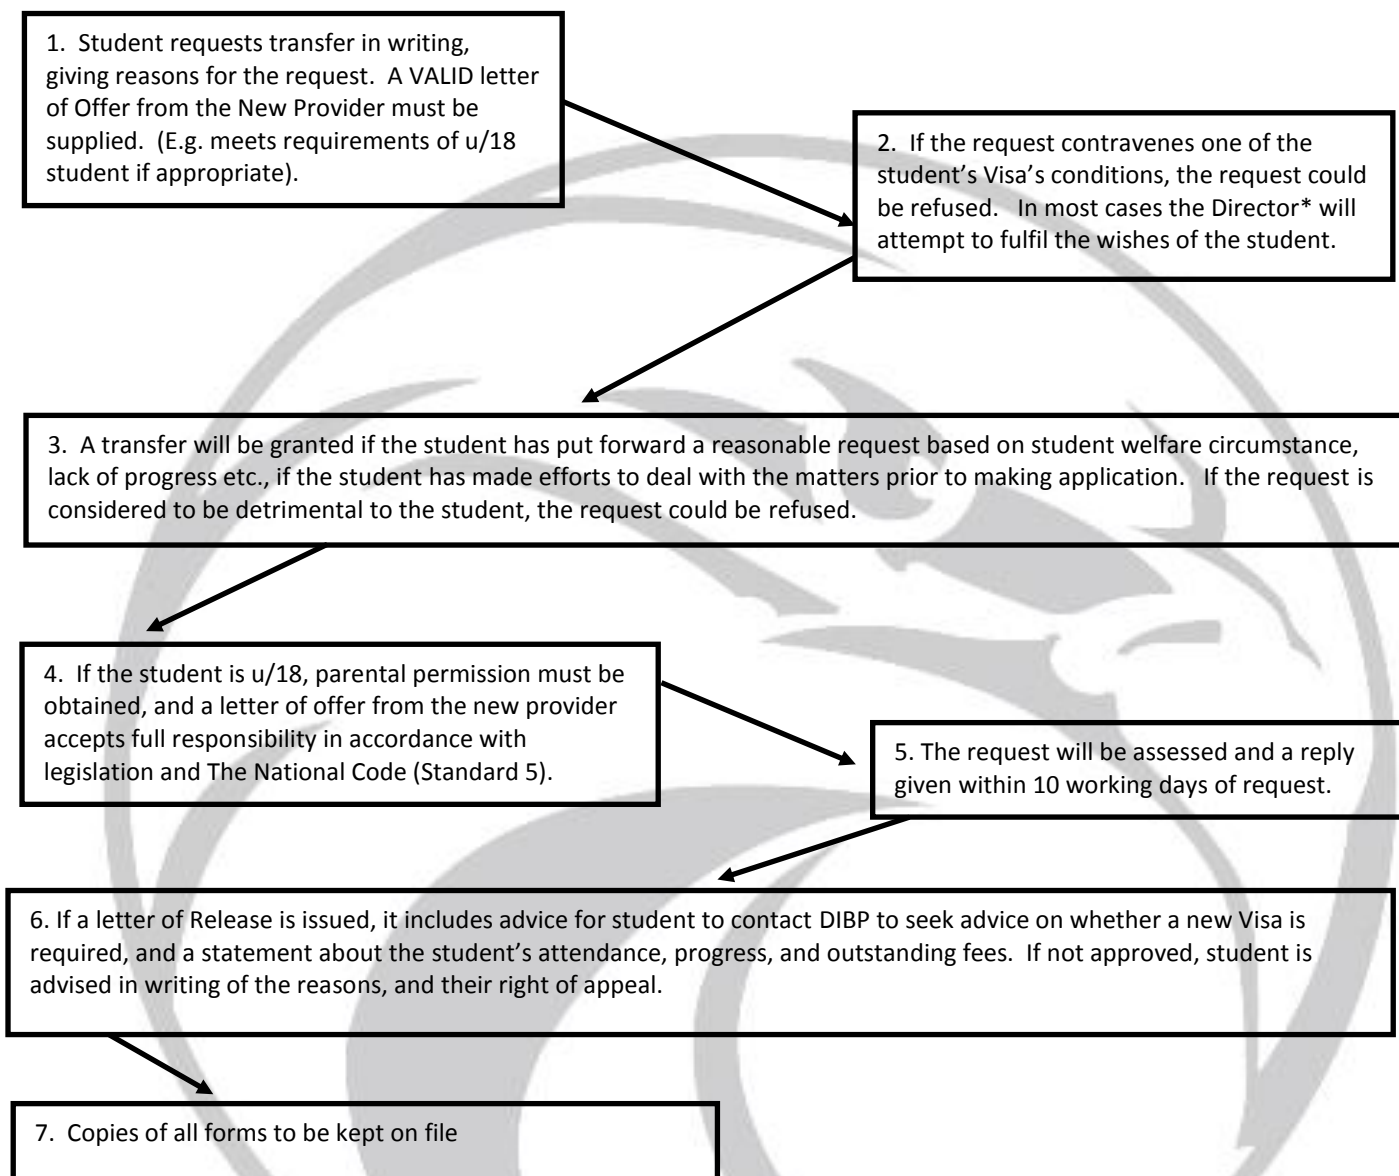 1. Student requests transfer in writing,
giving reasons for the request. A VALID letter
of Offer from the New Provider must be
supplied. (E.g. meets requirements of u/18
student if appropriate).
2. If the request contravenes one of the
student’s Visa’s conditions, the request could
be refused. In most cases the Director* will
attempt to fulfil the wishes of the student.
3. A transfer will be granted if the student has put forward a reasonable request based on student welfare circumstance,
lack of progress etc., if the student has made efforts to deal with the matters prior to making application. If the request is
considered to be detrimental to the student, the request could be refused.
4. If the student is u/18, parental permission must be
obtained, and a letter of offer from the new provider
accepts full responsibility in accordance with
legislation and The National Code (Standard 5).
5. The request will be assessed and a reply
given within 10 working days of request.
6. If a letter of Release is issued, it includes advice for student to contact DIBP to seek advice on whether a new Visa is
required, and a statement about the student’s attendance, progress, and outstanding fees. If not approved, student is
advised in writing of the reasons, and their right of appeal.
7. Copies of all forms to be kept on file